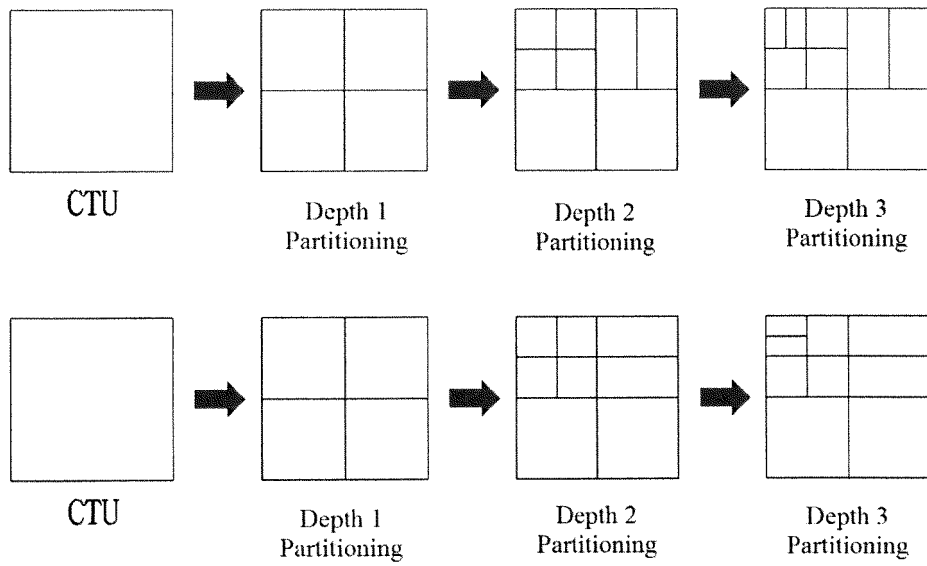 CTU
Depth 1
Partitioning
Depth 2
Partitioning
Depth 3
Partitioning
CTU
Depth 1
Partitioning
Depth 2
Partitioning
Depth 3
Partitioning